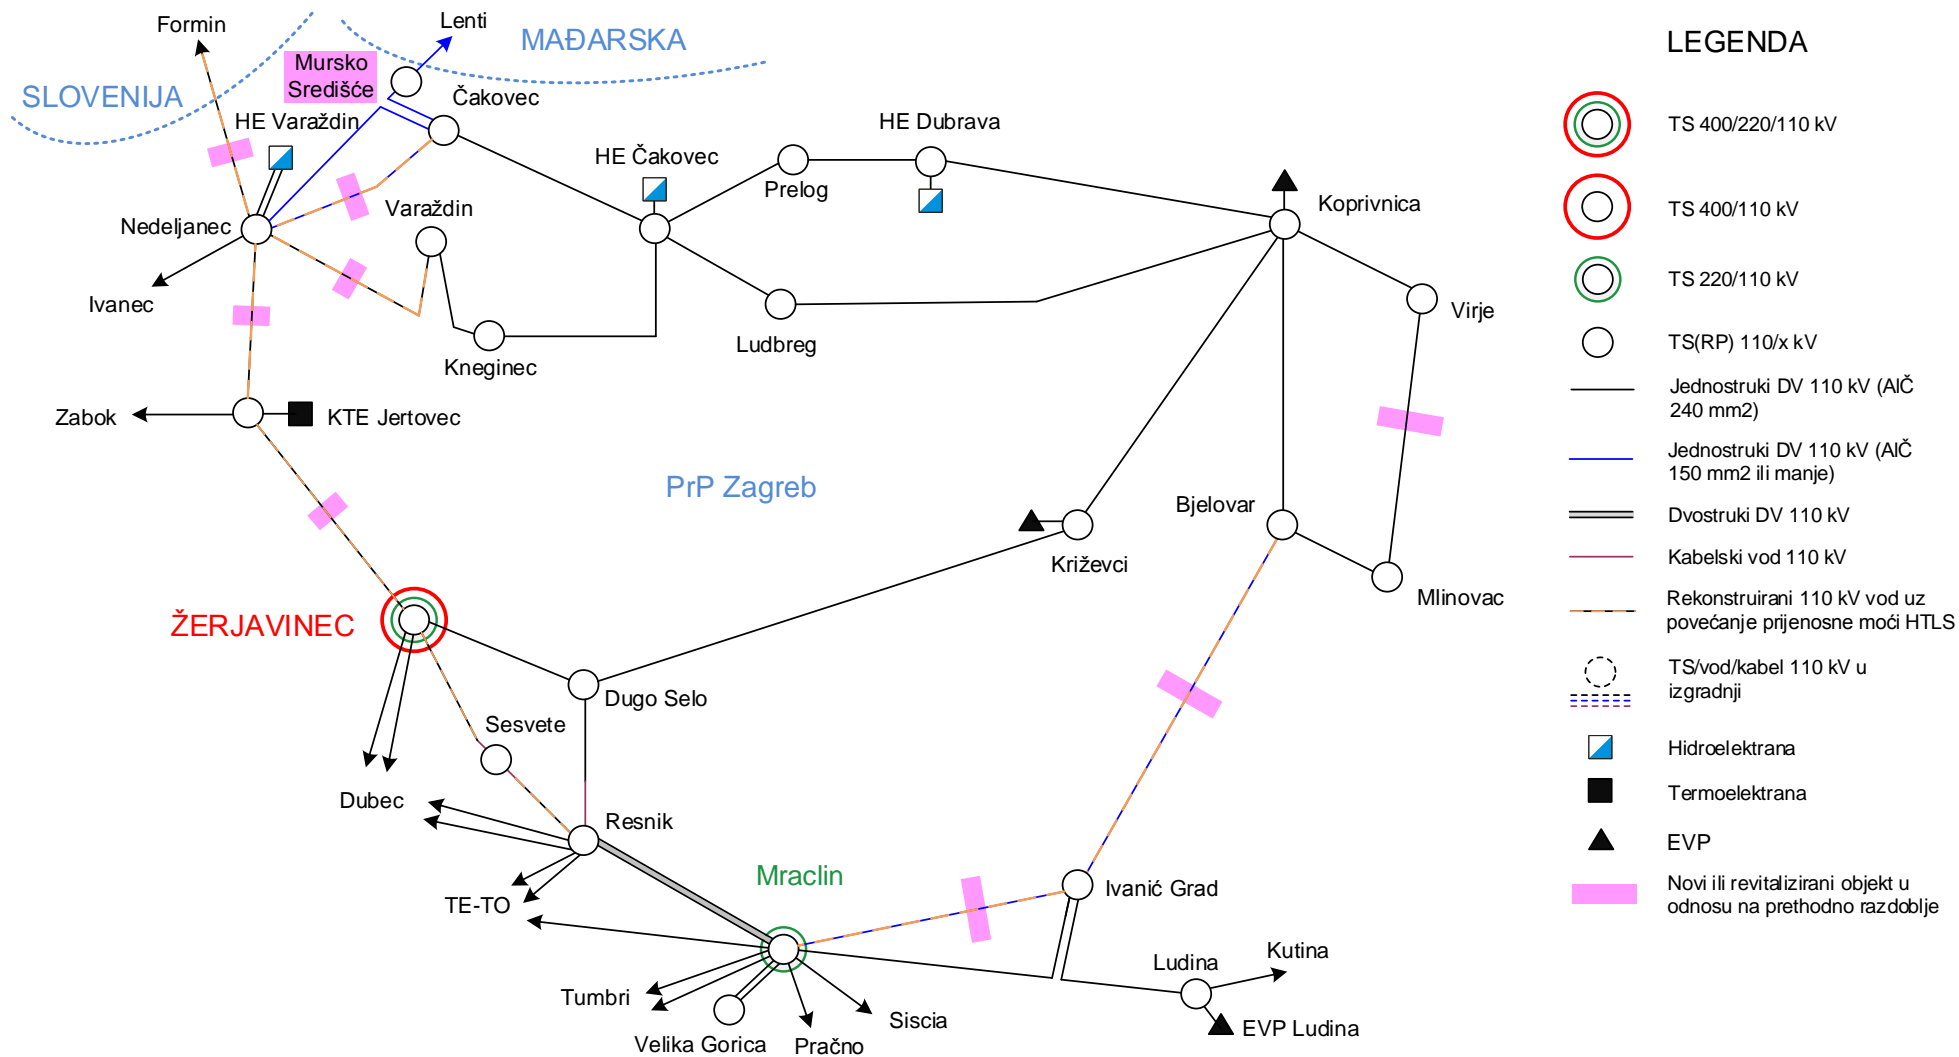 Formin
Lenti
MAĐARSKA
Mursko
Središće
SLOVENIJA
Čakovec
HE Varaždin
HE Dubrava
HE Čakovec
Prelog
Varaždin
Koprivnica
Nedeljanec
Ivanec
Virje
Ludbreg
Kneginec
Zabok
KTE Jertovec
PrP Zagreb
Bjelovar
Križevci
Mlinovac
ŽERJAVINEC
Dugo Selo
Sesvete
Dubec
Resnik
Mraclin
Ivanić Grad
TE-TO
Kutina
Ludina
Tumbri
Siscia
EVP Ludina
Velika Gorica
Pračno
LEGENDA
TS 400/220/110 kV
TS 400/110 kV
TS 220/110 kV
TS(RP) 110/x kV
Jednostruki DV 110 kV (AlČ
240 mm2)
Jednostruki DV 110 kV (AlČ
150 mm2 ili manje)
Dvostruki DV 110 kV
Kabelski vod 110 kV
Rekonstruirani 110 kV vod uz
povećanje prijenosne moći HTLS
TS/vod/kabel 110 kV u
izgradnji
Hidroelektrana
Termoelektrana
EVP
Novi ili revitalizirani objekt u
odnosu na prethodno razdoblje